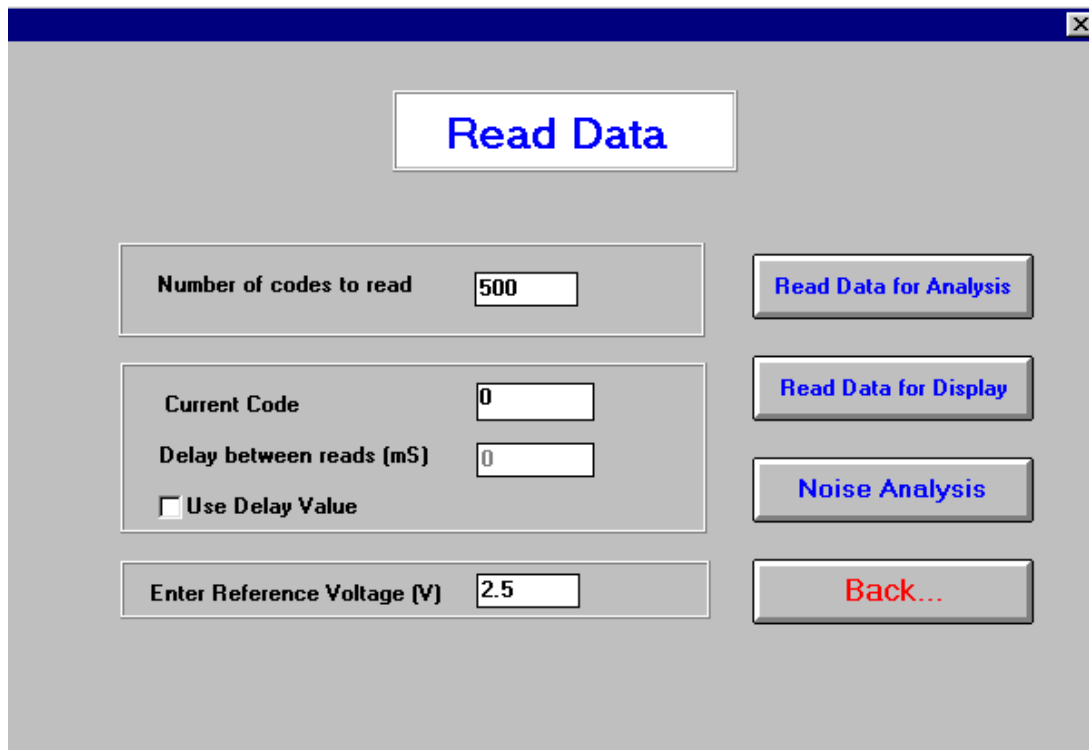 Read Data
Number of codes to read 500
Read Data for Analysis
Current Code 0
Read Data for Display
Delay between reads (mS) 0
Use Delay Value
Noise Analysis
Enter Reference Voltage (V) 2.5
Back...